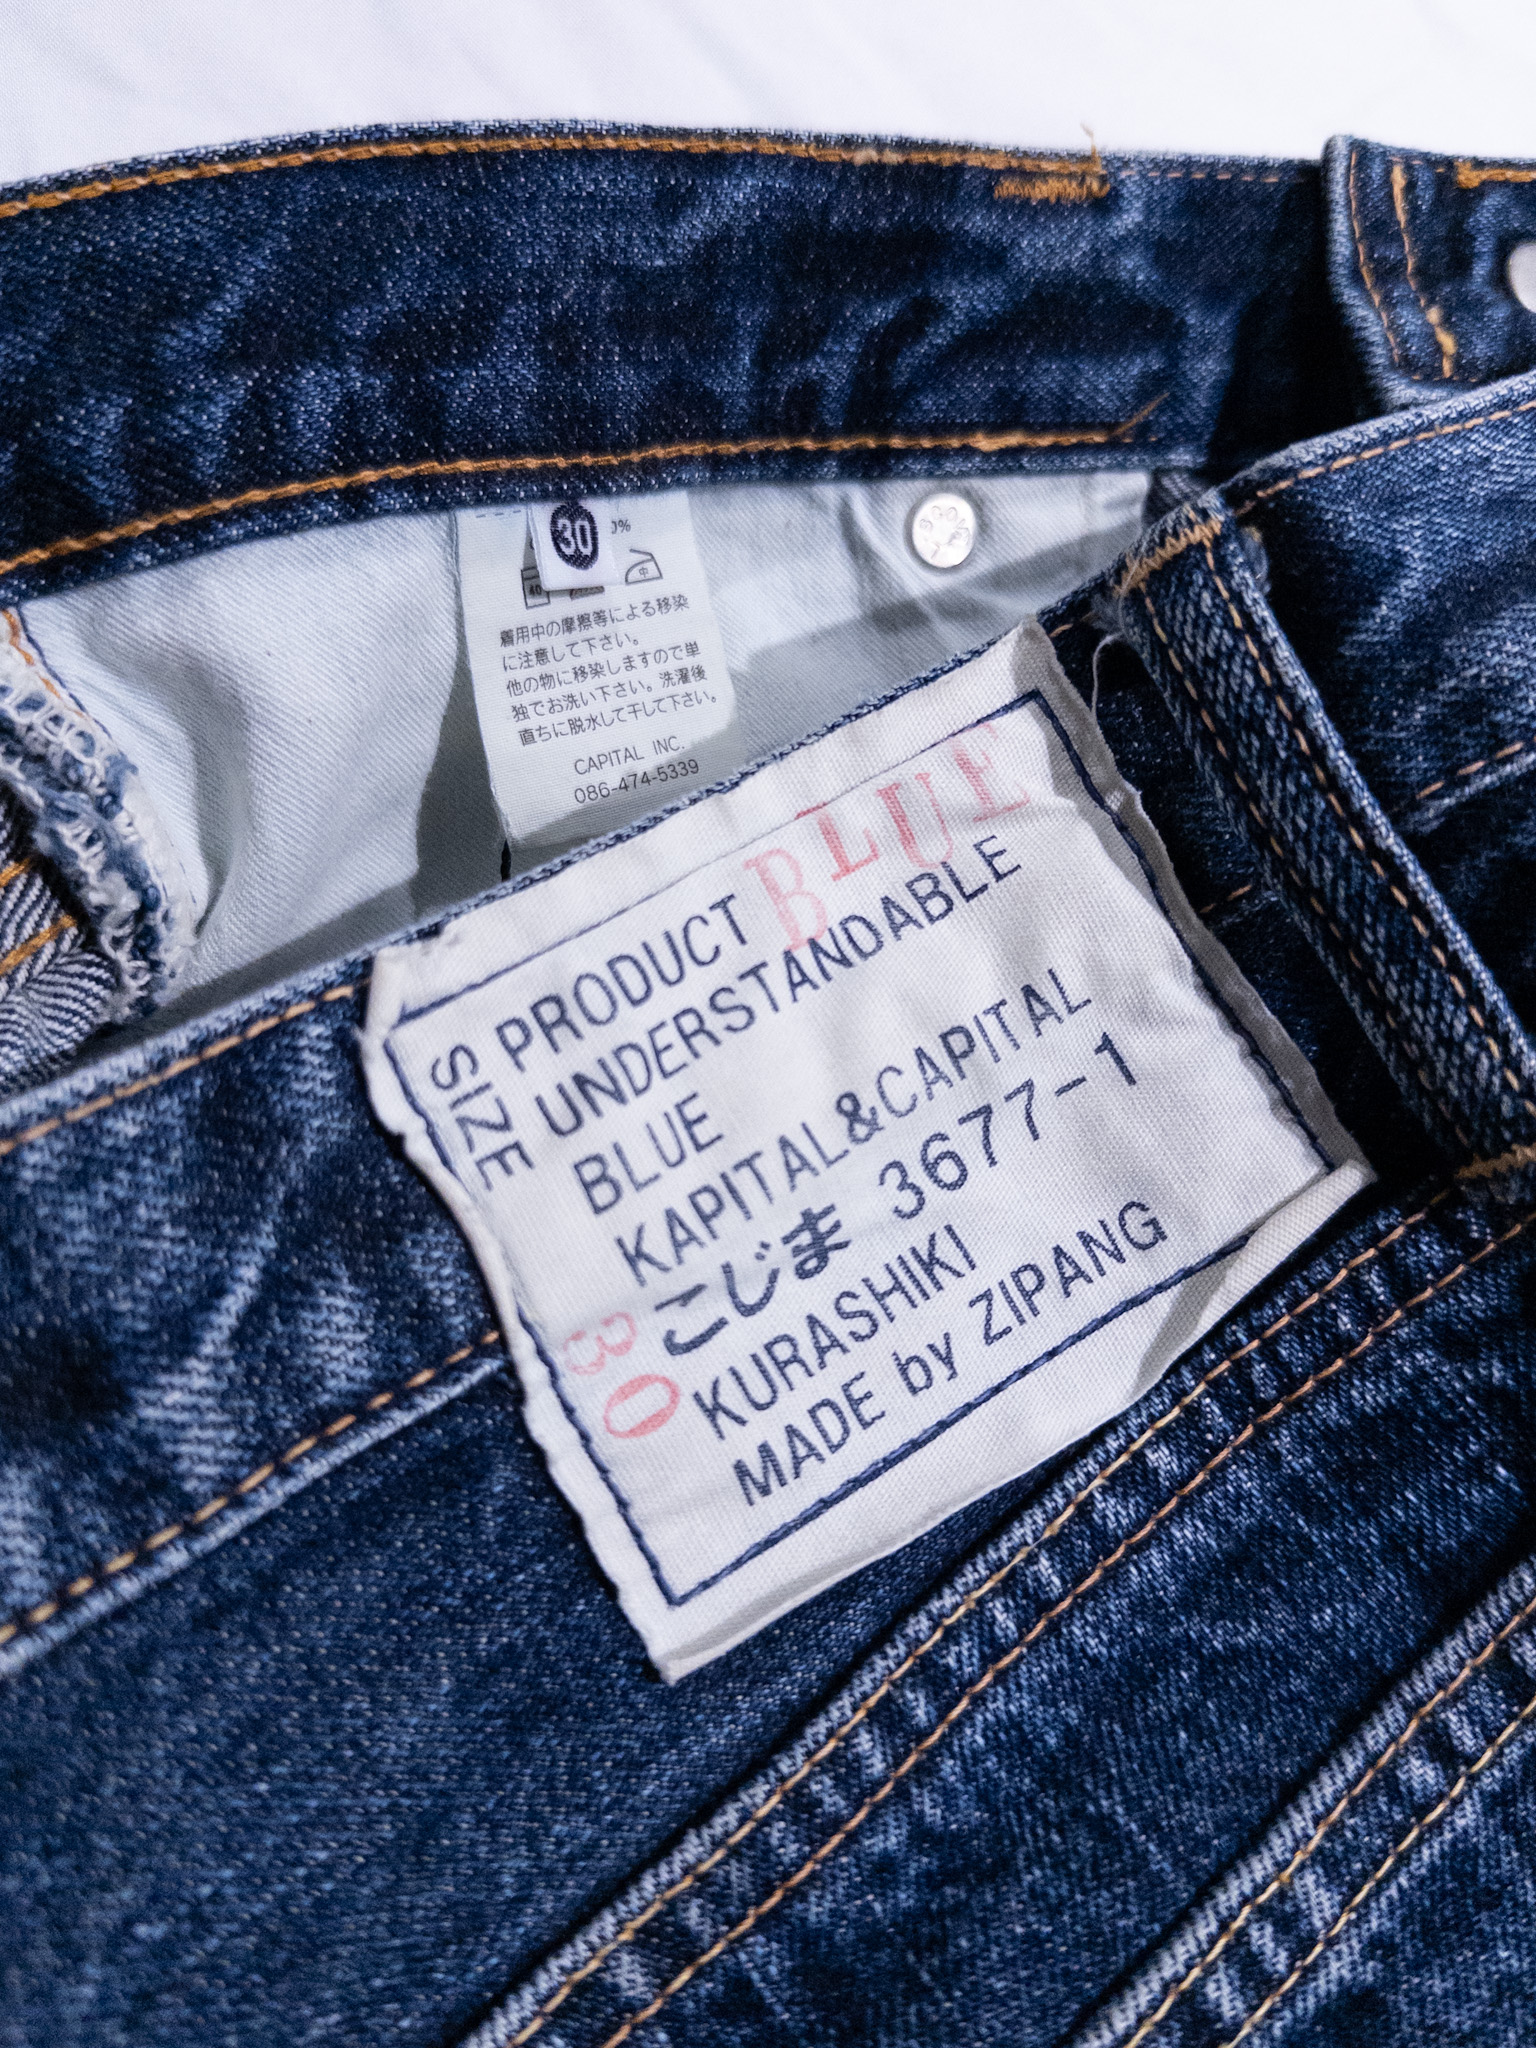 30
0%
40
中
着用中の摩擦等による移染
に注意して下さい。
他の物に移染しますので単
独でお洗い下さい。洗濯後
直ちに脱水して干して下さい。
CAPITAL INC.
086-474-5339
PRODUCT BLUE
UNDERSTANDABLE
BLUE
KAPITAL&CAPITAL
こじま 3677-1
KURASHIKI
MADE by ZIPANG
SIZE 30